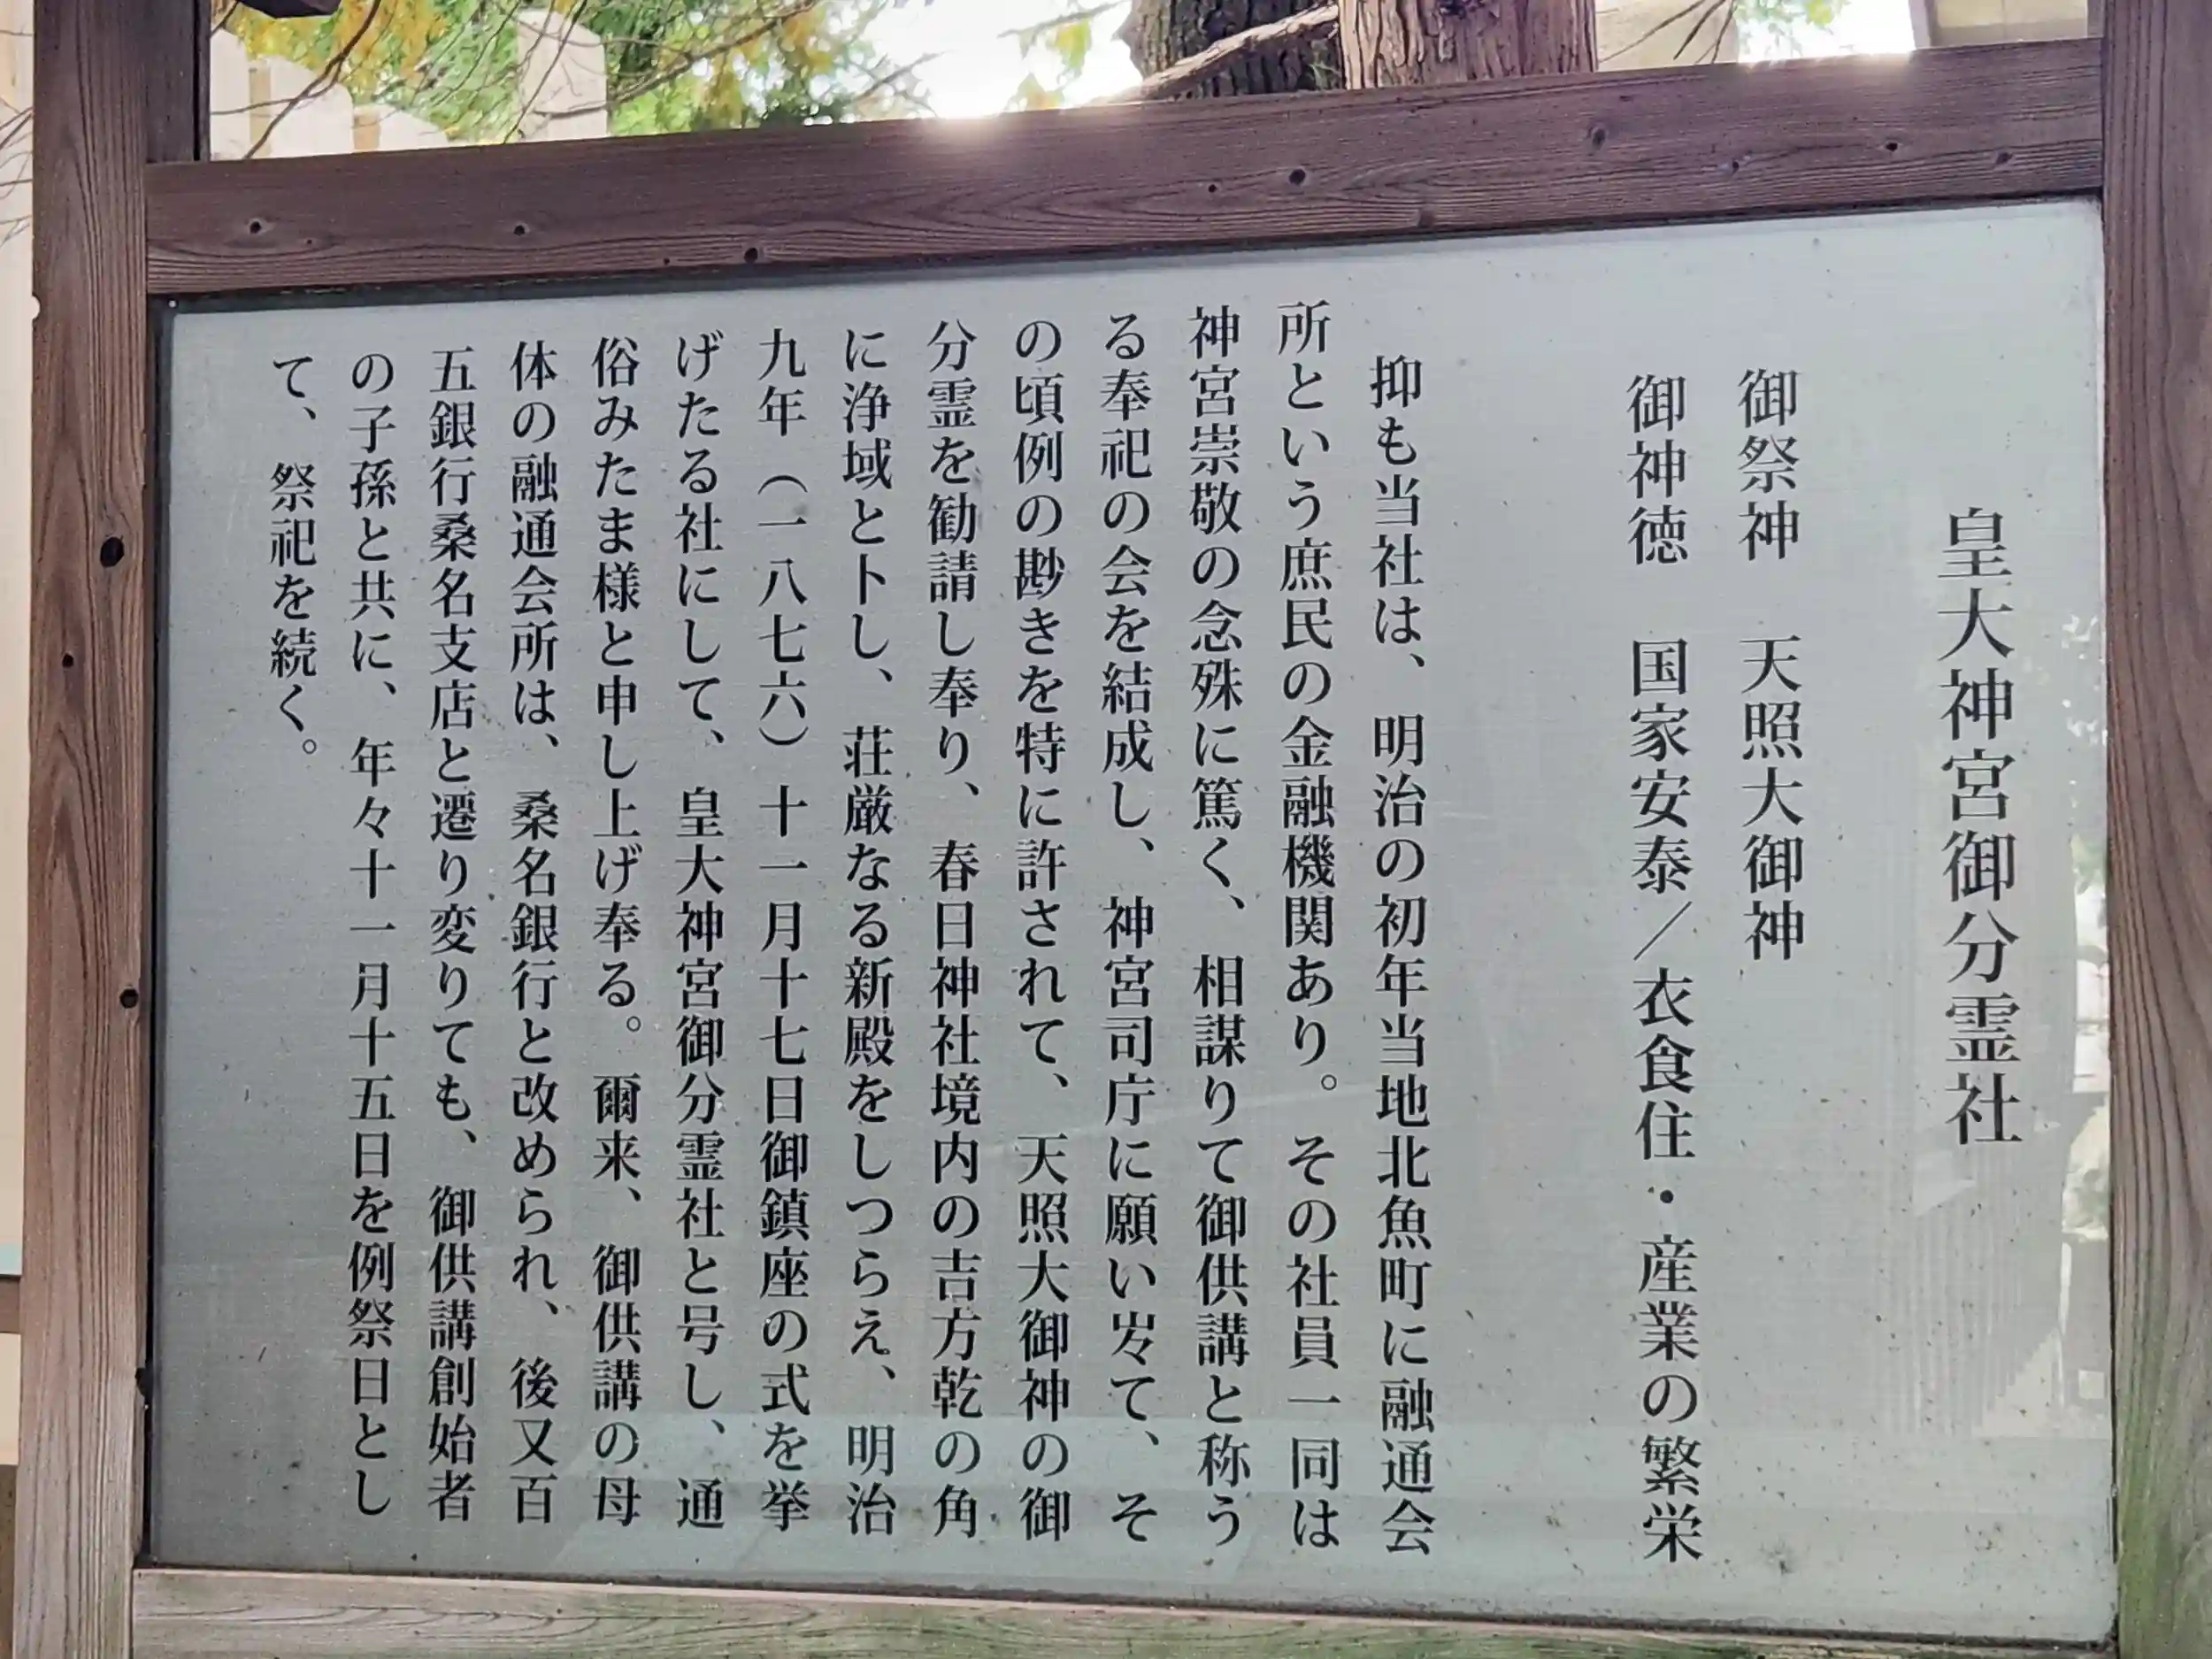 皇大神宮御分霊社
御祭神　天照大御神
御神徳　国家安泰／衣食住・産業の繁栄
抑も当社は、明治の初年当地北魚町に融通会
所という庶民の金融機関あり。その社員一同は
神宮崇敬の念殊に篤く、相謀りて御供講と称う
る奉祀の会を結成し、神宮司庁に願い出て、そ
の頃例の尠きを特に許されて、天照大御神の御
分霊を勧請し奉り、春日神社境内の吉方乾の角
に浄域と卜し、荘厳なる新殿をしつらえ、明治
九年（一八七六）十一月十七日御鎮座の式を挙
げたる社にして、皇大神宮御分霊社と号し、通
俗みたま様と申し上げ奉る。爾来、御供講の母
体の融通会所は、桑名銀行と改められ、後又百
五銀行桑名支店と遷り変りても、御供講創始者
の子孫と共に、年々十一月十五日を例祭日とし
て、祭祀を続く。